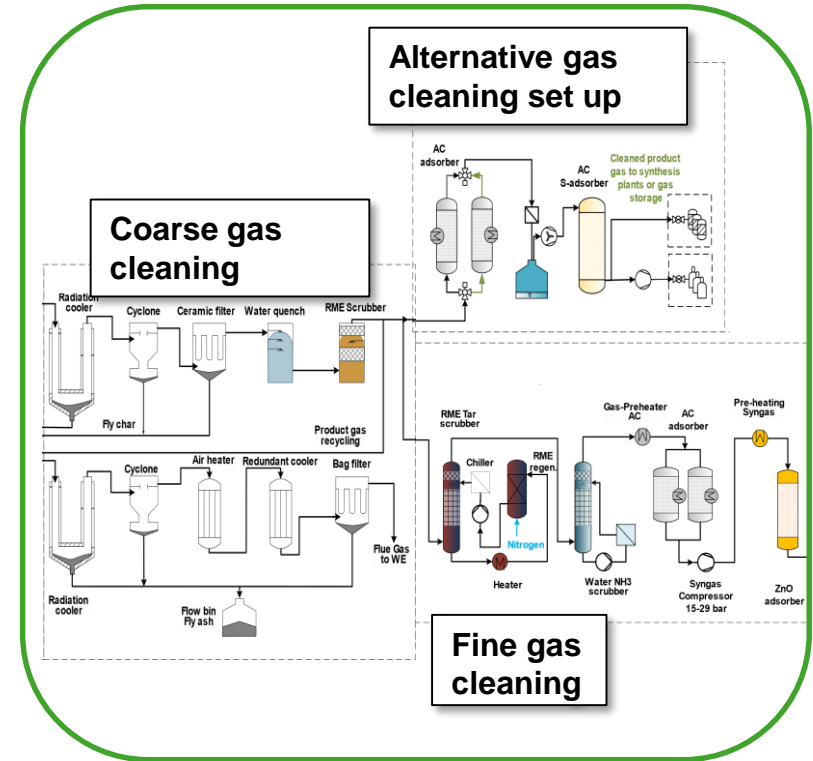 Alternative gas
cleaning set up
AC
adsorber
AC
S-adsorber
Cleaned product
gas to synthesis
plants or gas
storage
Coarse gas
cleaning
Radiation
cooler
Cyclone
Ceramic filter
Water quench
RME Scrubber
Fly char
Product gas
recycling
Cyclone
Air heater
Redundant cooler
Bag filter
Flue Gas
to WE
Radiation
cooler
Flow bin
Fly ash
RME Tar
scrubber
Chiller
RME
regen.
Nitrogen
Heater
Gas-Preheater
AC
AC
adsorber
Pre-heating
Syngas
Water NH3
scrubber
Syngas
Compressor
15-29 bar
ZnO
adsorber
Fine gas
cleaning